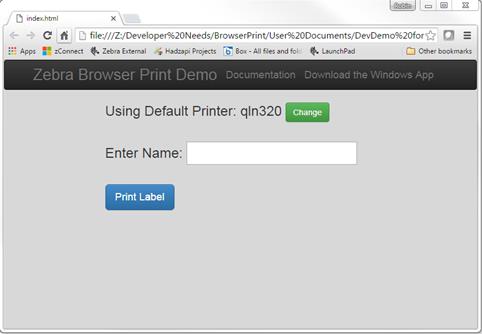 index.html
Robin
file:///Z:/Developer%20Needs/BrowserPrint/User%20Documents/DevDemo%20for
Apps zConnect Zebra External Hadzapi Projects Box - All files and fold LaunchPad Other bookmarks
Zebra Browser Print Demo Documentation Download the Windows App
Using Default Printer: qln320 Change
Enter Name:
Print Label